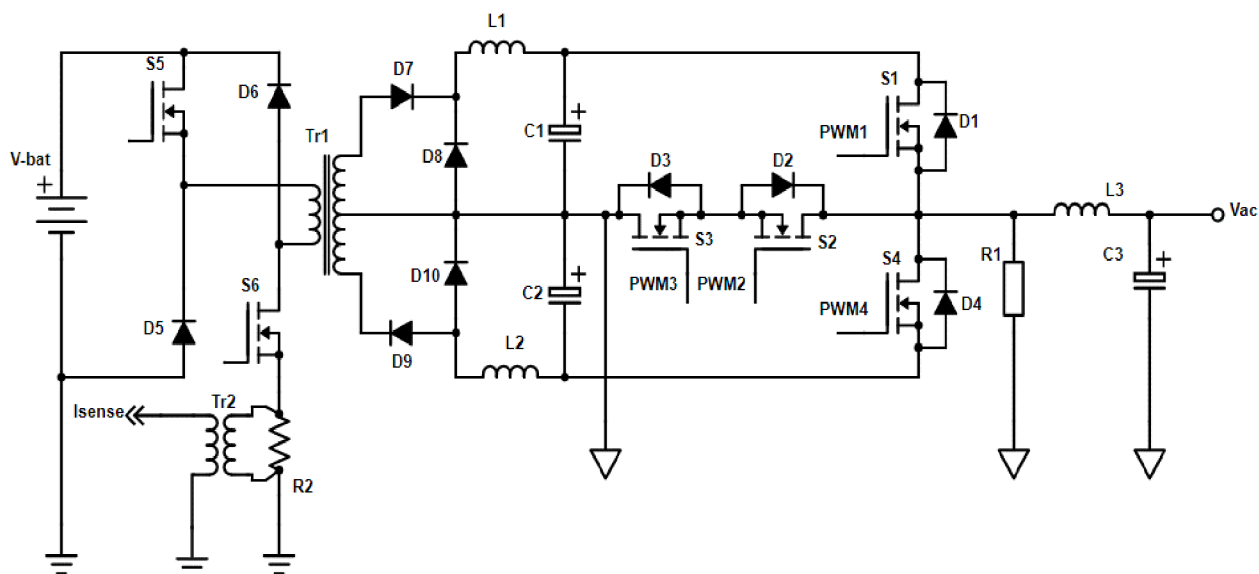 L1
S5
D7
D6
S1
Tr1
C1
+
PWM1
D1
V-bat
+
D8
D3
D2
L3
Vac
S3
S2
D10
C2
+
S4
R1
C3
+
S6
PWM3
PWM2
PWM4
D4
D5
D9
L2
Isense
Tr2
R2